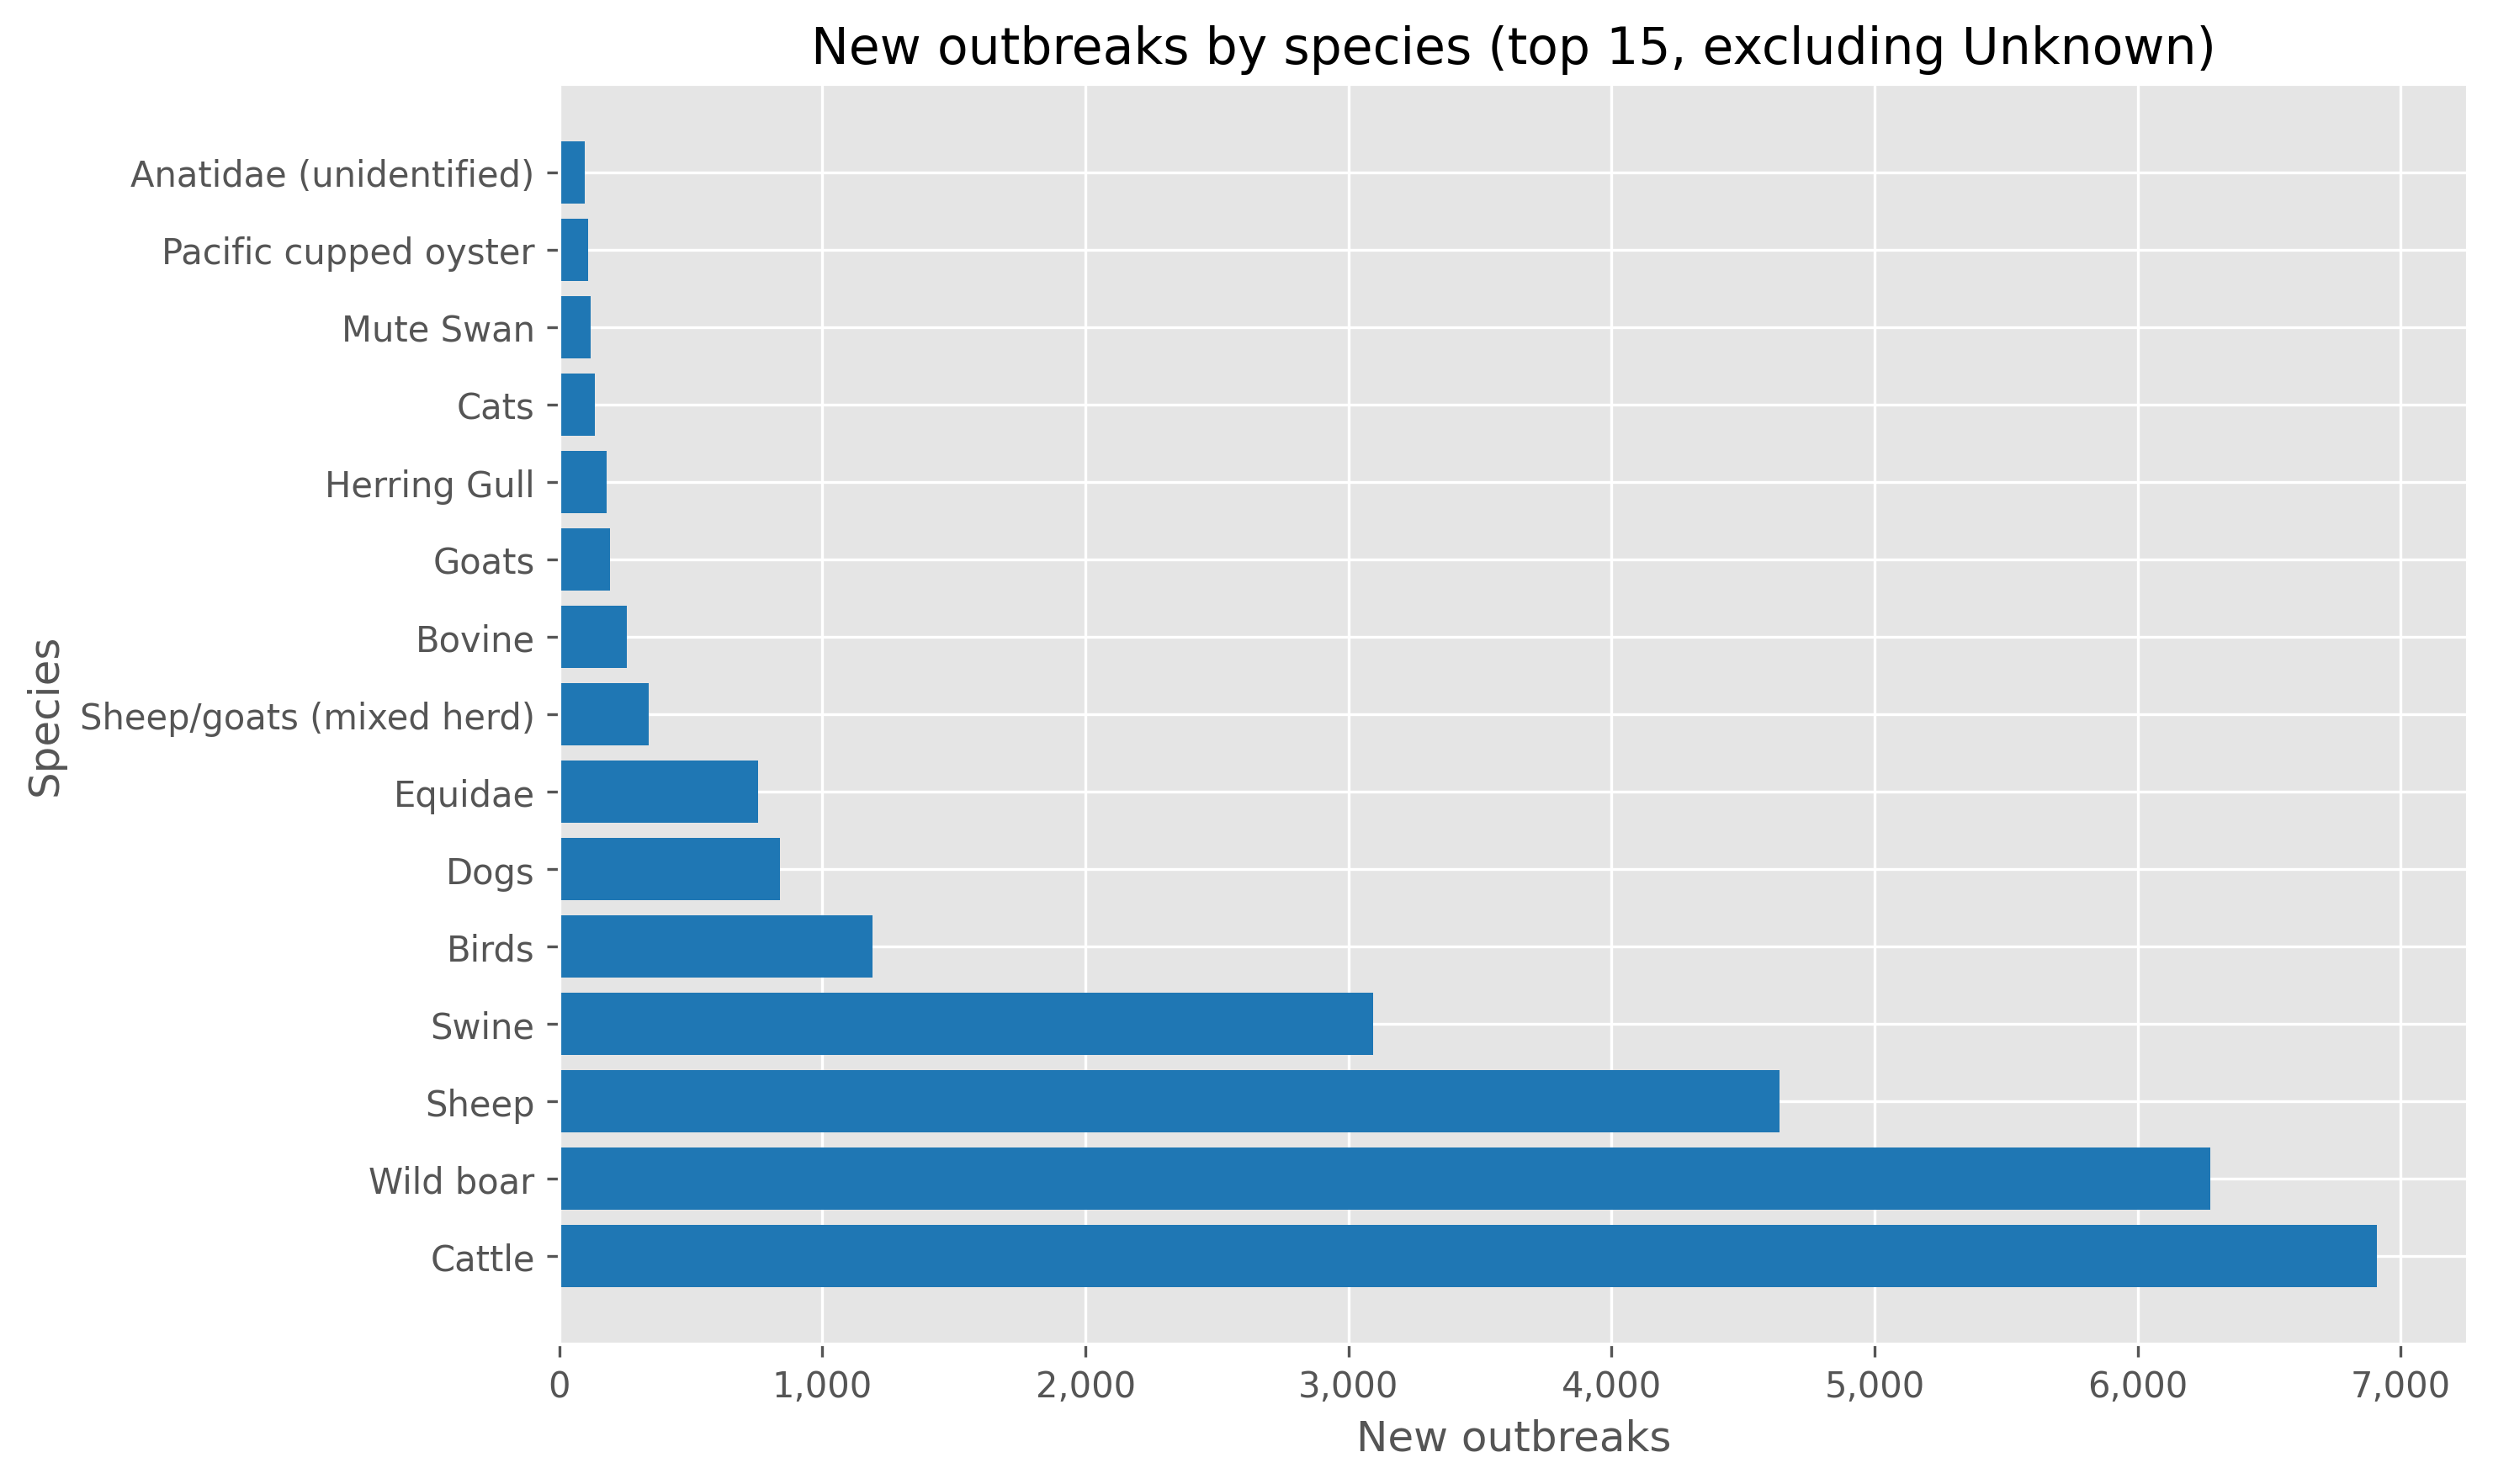 New outbreaks by species (top 15, excluding Unknown)
Anatidae (unidentified)
Pacific cupped oyster
Mute Swan
Cats
Herring Gull
Goats
Bovine
Sheep/goats (mixed herd)
Equidae
Dogs
Birds
Swine
Sheep
Wild boar
Cattle
Species
0 1,000 2,000 3,000 4,000 5,000 6,000 7,000
New outbreaks